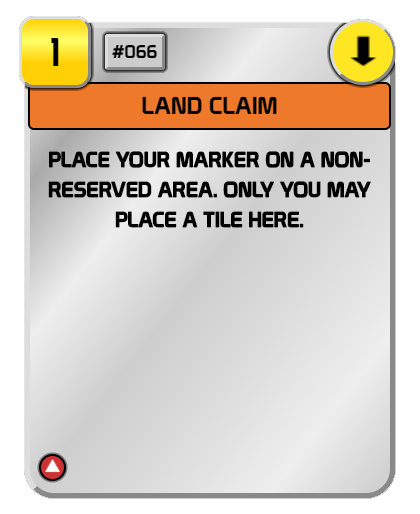 1
#066
LAND CLAIM
PLACE YOUR MARKER ON A NON-
RESERVED AREA. ONLY YOU MAY
PLACE A TILE HERE.